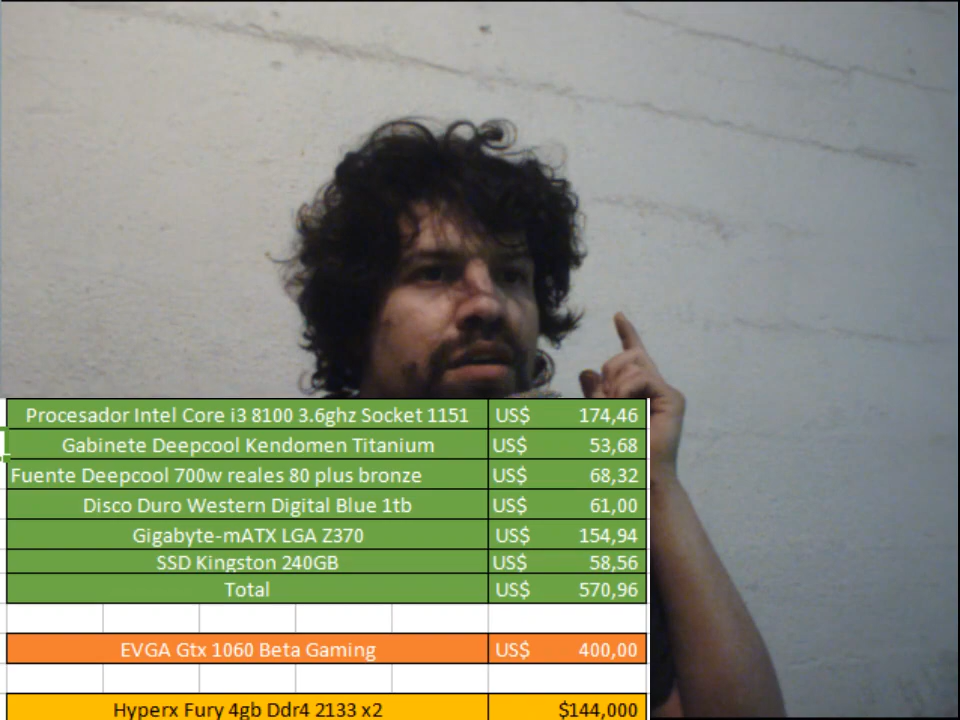 Procesador Intel Core i3 8100 3.6ghz Socket 1151 US$ 174,46
Gabinete Deepcool Kendomen Titanium US$ 53,68
Fuente Deepcool 700w reales 80 plus bronze US$ 68,32
Disco Duro Western Digital Blue 1tb US$ 61,00
Gigabyte-mATX LGA Z370 US$ 154,94
SSD Kingston 240GB US$ 58,56
Total US$ 570,96
EVGA Gtx 1060 Beta Gaming US$ 400,00
Hyperx Fury 4gb Ddr4 2133 x2 $144,000